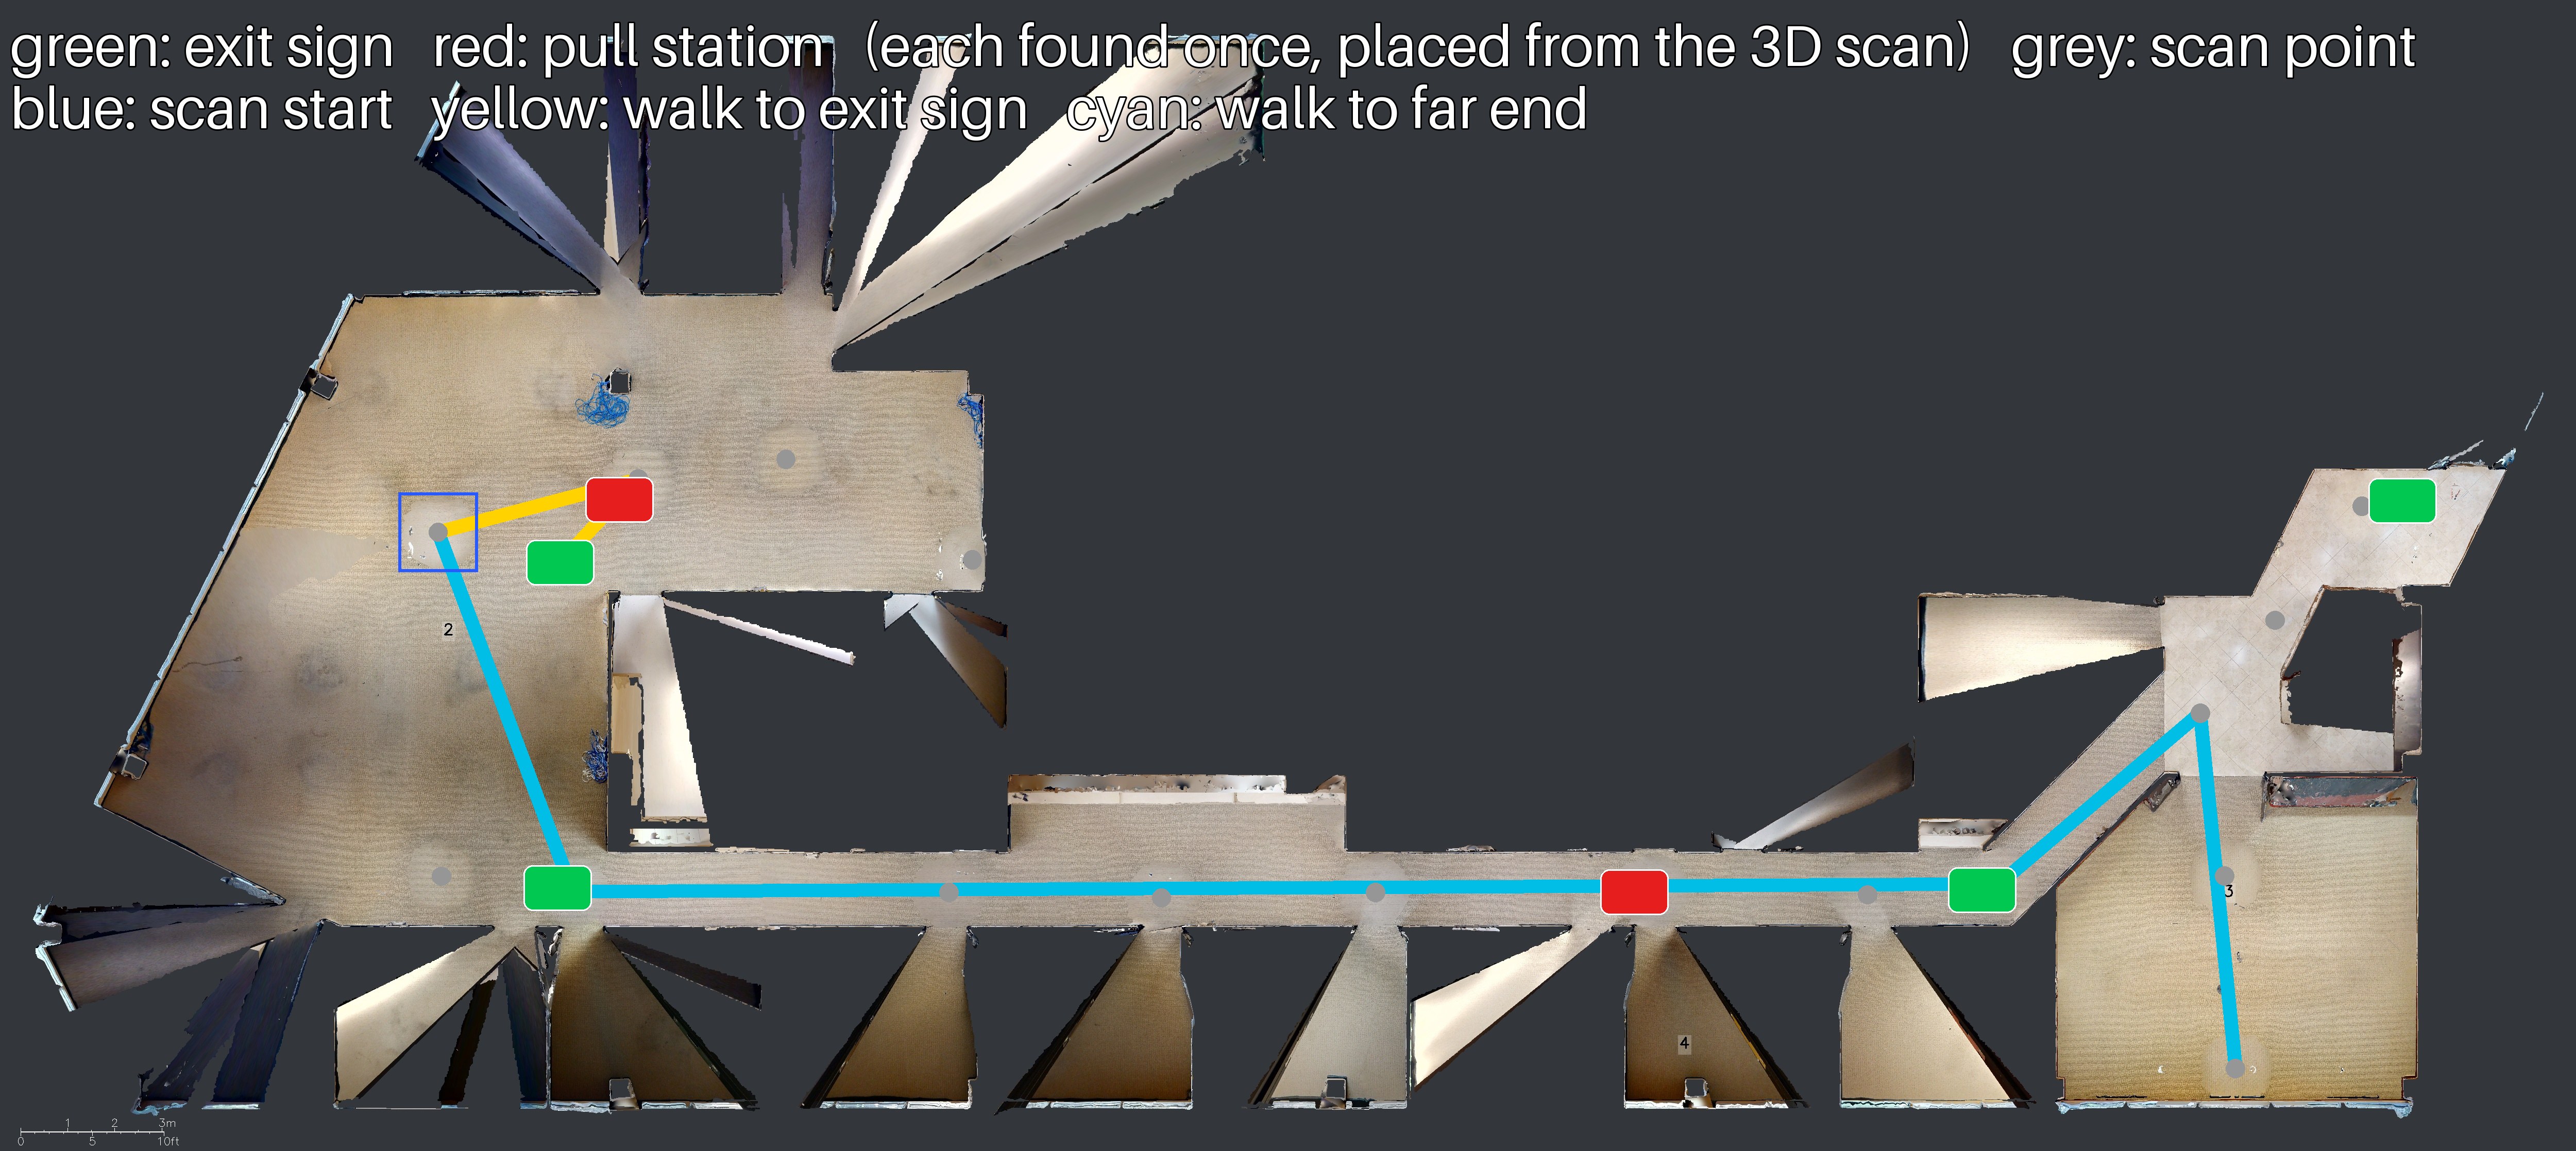 green: exit sign red: pull station (each found once, placed from the 3D scan) grey: scan point
blue: scan start yellow: walk to exit sign cyan: walk to far end
2
3
4
1 2 3m
0 5 10ft